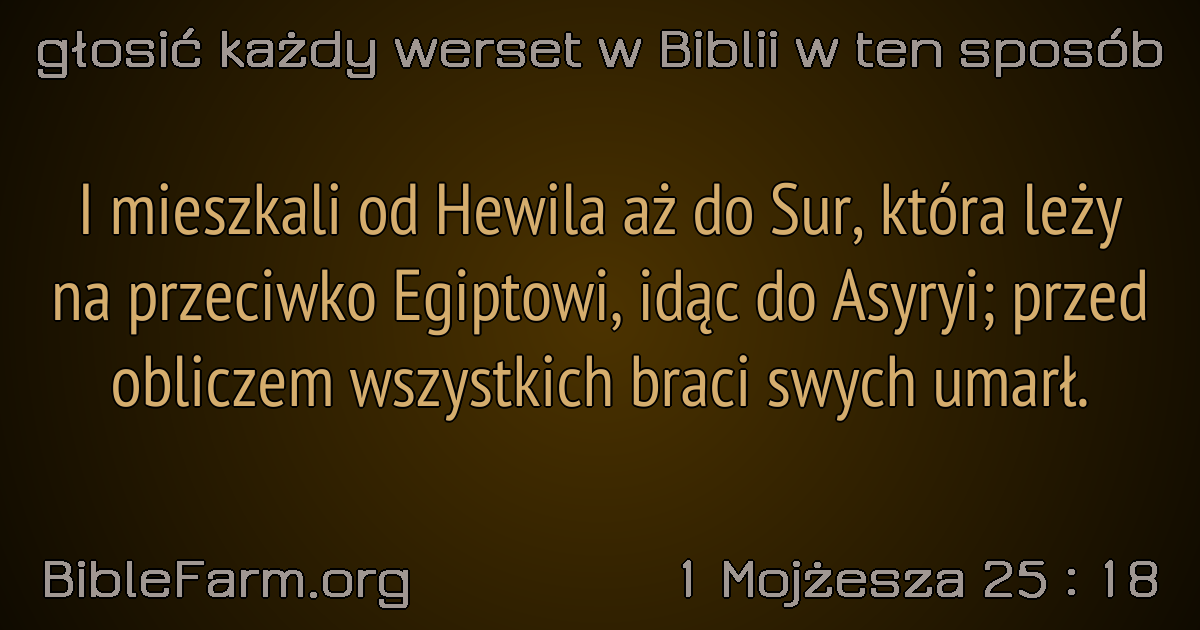 głosić każdy werset w Biblii w ten sposób
I mieszkali od Hewila aż do Sur, która leży
na przeciwko Egiptowi, idąc do Asyryi; przed
obliczem wszystkich braci swych umarł.
BibleFarm.org
1 Mojżesza 25 : 18